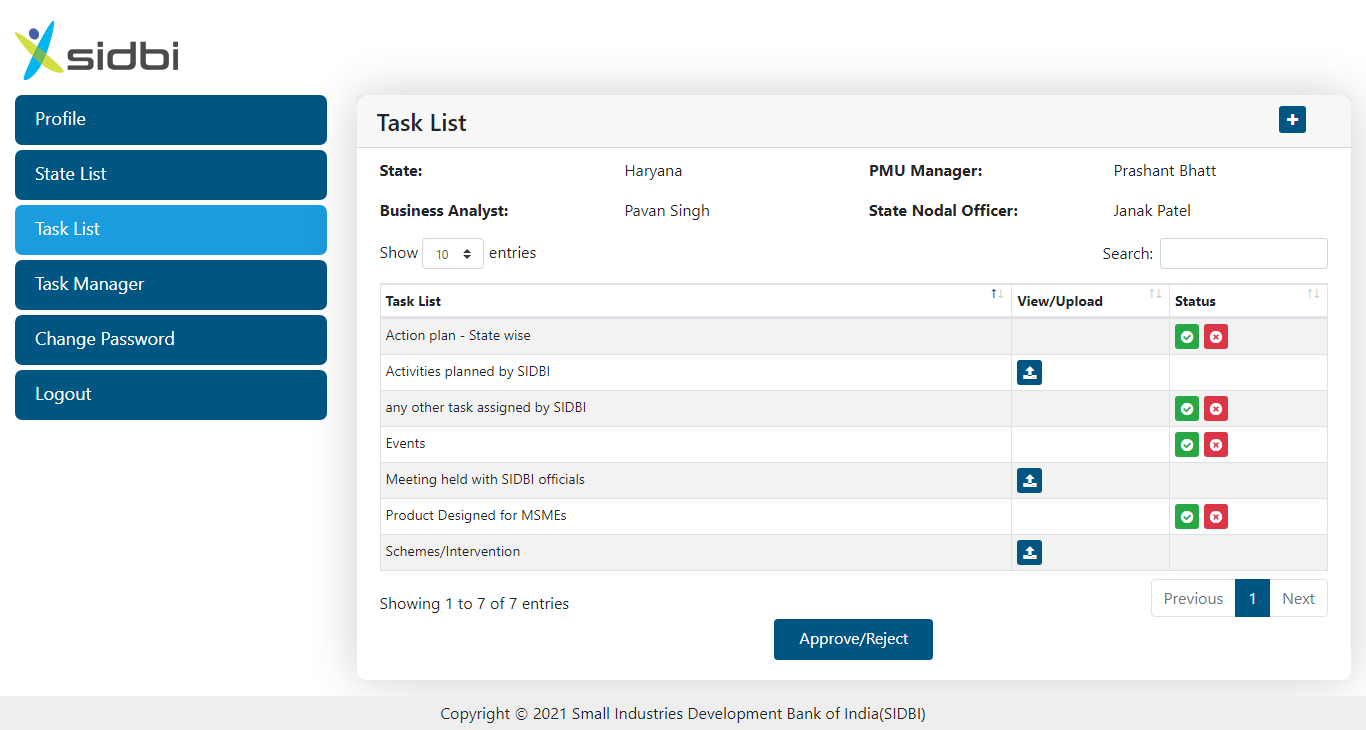 sidbi
Profile
State List
Task List
Task Manager
Change Password
Logout
Task List
State: Haryana PMU Manager: Prashant Bhatt
Business Analyst: Pavan Singh State Nodal Officer: Janak Patel
Show 10 entries Search:
Task List View/Upload Status
Action plan - State wise
Activities planned by SIDBI
any other task assigned by SIDBI
Events
Meeting held with SIDBI officials
Product Designed for MSMEs
Schemes/Intervention
Showing 1 to 7 of 7 entries Previous 1 Next
Approve/Reject
Copyright © 2021 Small Industries Development Bank of India(SIDBI)